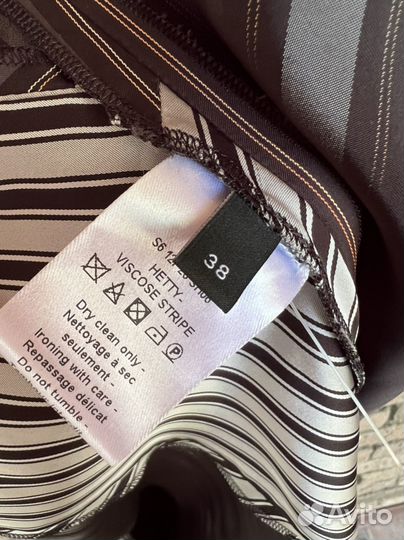 38
HETTY-
VISCOSE STRIPE
Dry clean only -
Nettoyage à sec
seulement -
Ironing with care -
Repassage délicat
Do not tumble -
Avito